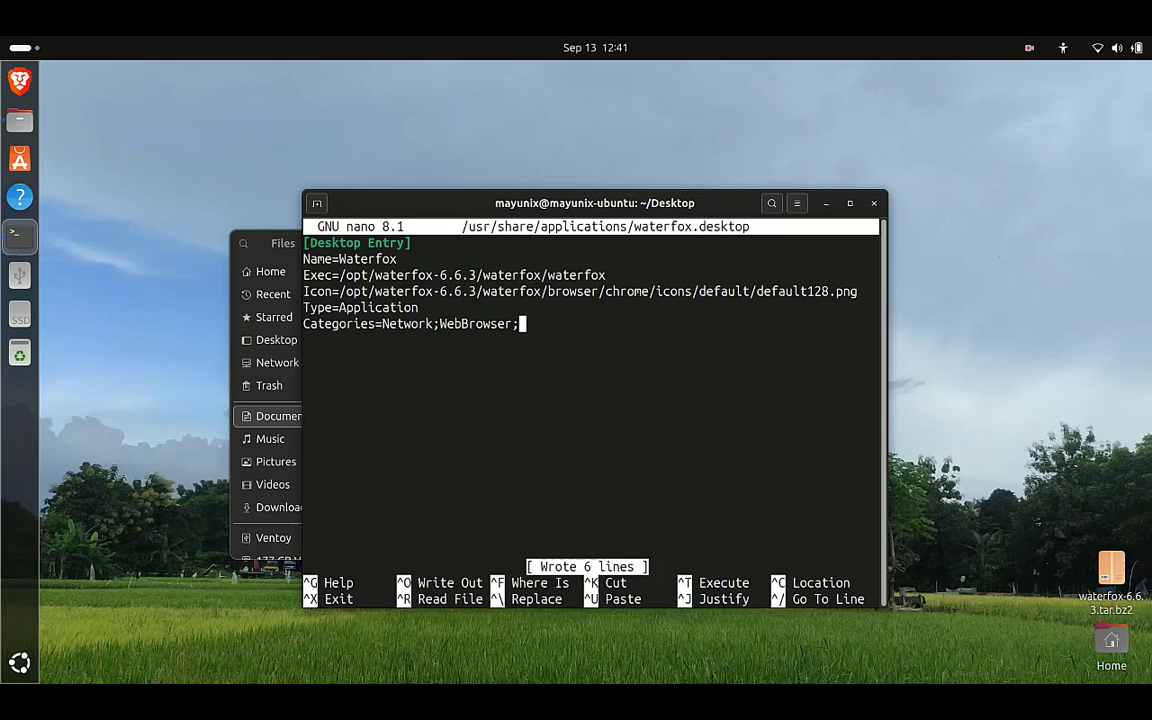 Sep 13 12:41
mayunix@mayunix-ubuntu: ~/Desktop
GNU nano 8.1 /usr/share/applications/waterfox.desktop
[Desktop Entry]
Name=Waterfox
Exec=/opt/waterfox-6.6.3/waterfox/waterfox
Icon=/opt/waterfox-6.6.3/waterfox/browser/chrome/icons/default/default128.png
Type=Application
Categories=Network;WebBrowser;
[ Wrote 6 lines ]
^G Help ^O Write Out ^F Where Is ^K Cut ^T Execute ^C Location
^X Exit ^R Read File ^\ Replace ^U Paste ^J Justify ^/ Go To Line
Files
Home
Recent
Starred
Desktop
Network
Trash
Documen
Music
Pictures
Videos
Downloa
Ventoy
SSD
waterfox-6.6.
3.tar.bz2
Home